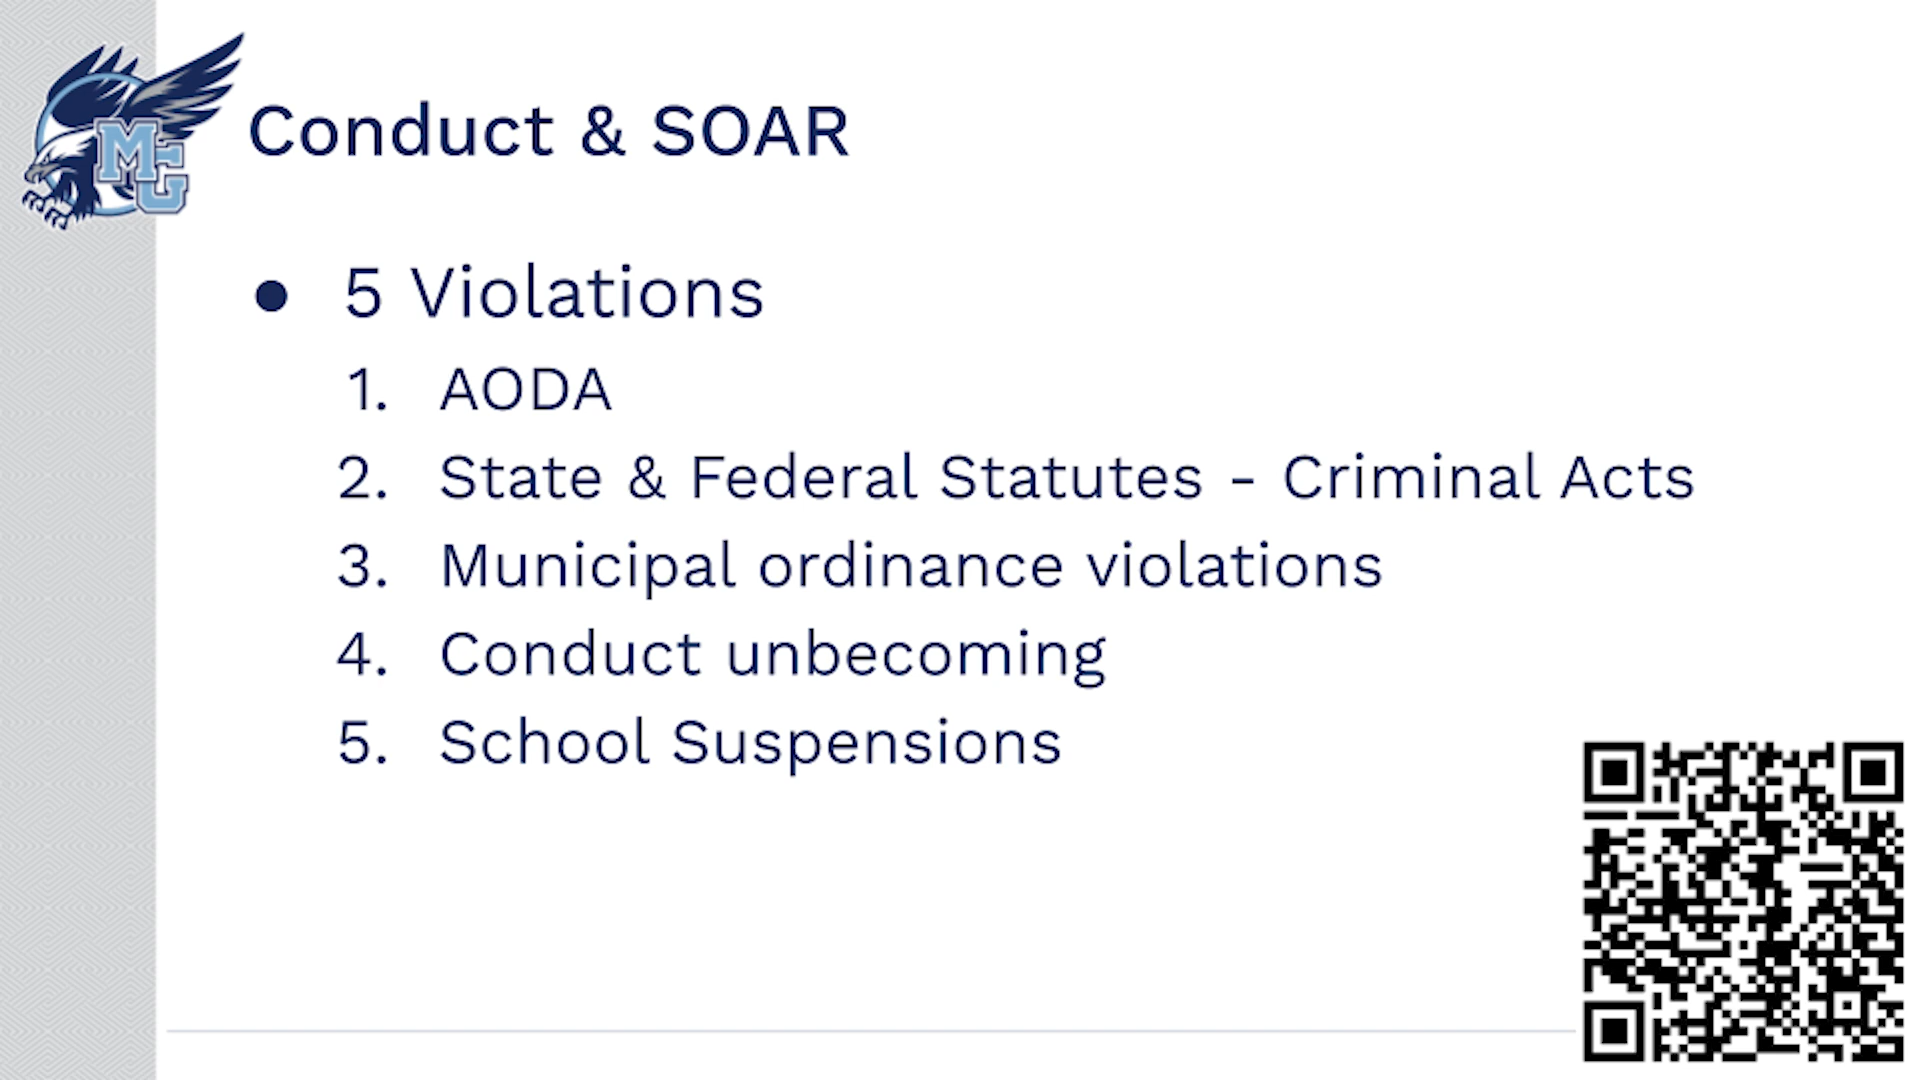 MG
Conduct & SOAR
● 5 Violations
1. AODA
2. State & Federal Statutes - Criminal Acts
3. Municipal ordinance violations
4. Conduct unbecoming
5. School Suspensions